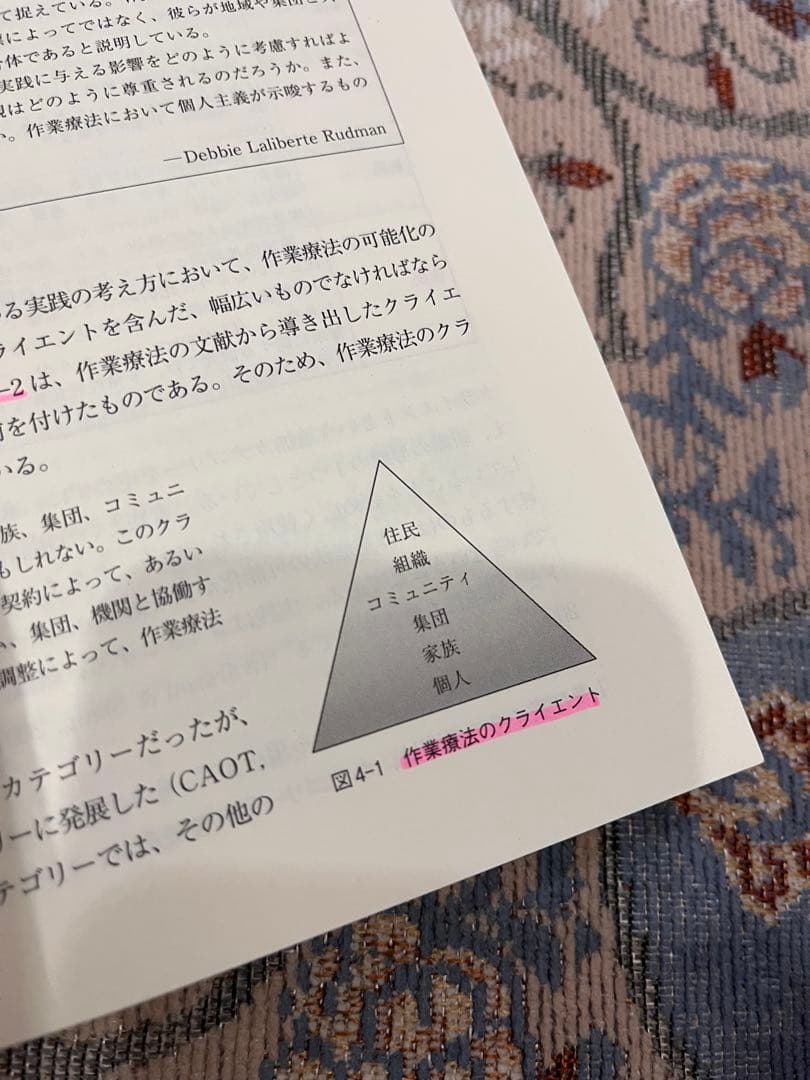 て捉えている。
によってではなく、彼らが地域や集団と
体であると説明している。
実践に与える影響をどのように考慮すればよ
観はどのように尊重されるのだろうか。また、
い。作業療法において個人主義が示唆するもの
—Debbie Laliberte Rudman
る実践の考え方において、作業療法の可能化の
ライエントを含んだ、幅広いものでなければなら
-2は、作業療法の文献から導き出したクライエ
前を付けたものである。そのため、作業療法のクラ
いる。
族、集団、コミュニ
もしれない。このクラ
契約によって、あるい
、集団、機関と協働す
調整によって、作業療法
カテゴリーだったが、
リーに発展した(CAOT,
テゴリーでは、その他の
住民
組織
コミュニティ
集団
家族
個人
図4-1 作業療法のクライエント